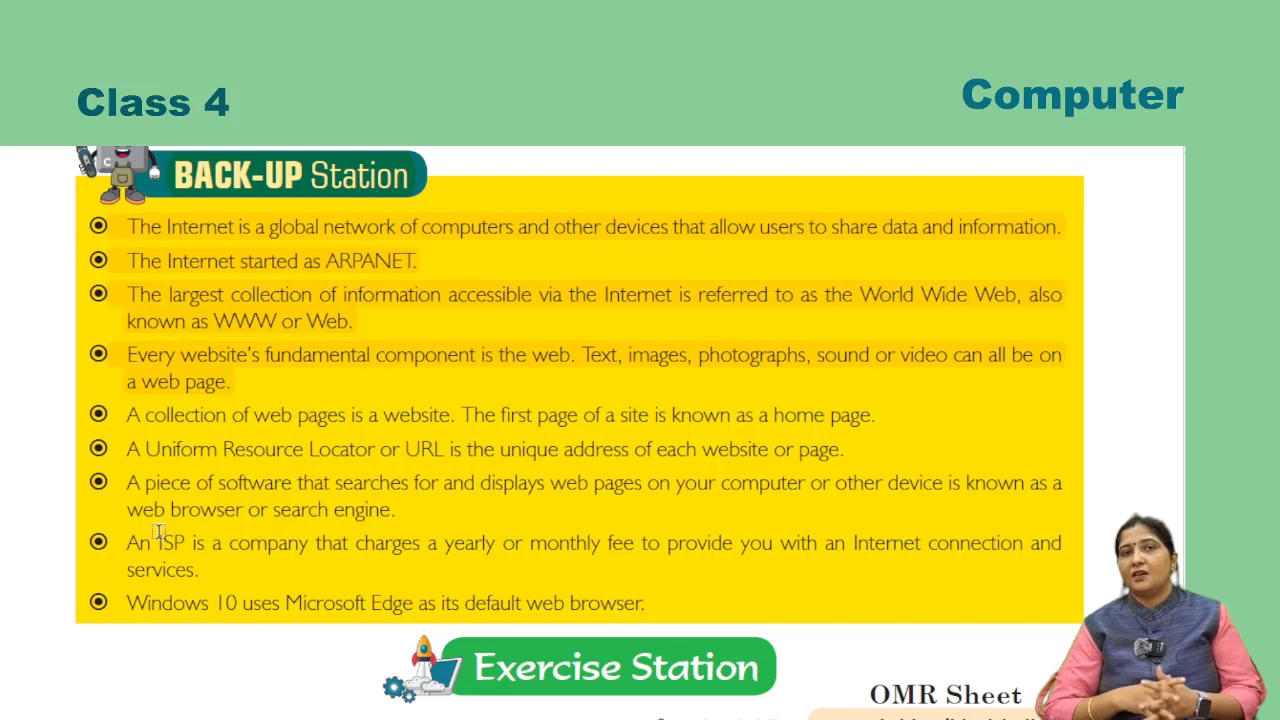 Class 4
Computer
C
BACK-UP Station
The Internet is a global network of computers and other devices that allow users to share data and information.
The Internet started as ARPANET.
The largest collection of information accessible via the Internet is referred to as the World Wide Web, also
known as WWW or Web.
Every website's fundamental component is the web. Text, images, photographs, sound or video can all be on
a web page.
A collection of web pages is a website. The first page of a site is known as a home page.
A Uniform Resource Locator or URL is the unique address of each website or page.
A piece of software that searches for and displays web pages on your computer or other device is known as a
web browser or search engine.
An ISP is a company that charges a yearly or monthly fee to provide you with an Internet connection and
services.
Windows 10 uses Microsoft Edge as its default web browser.
Exercise Station
OMR Sheet